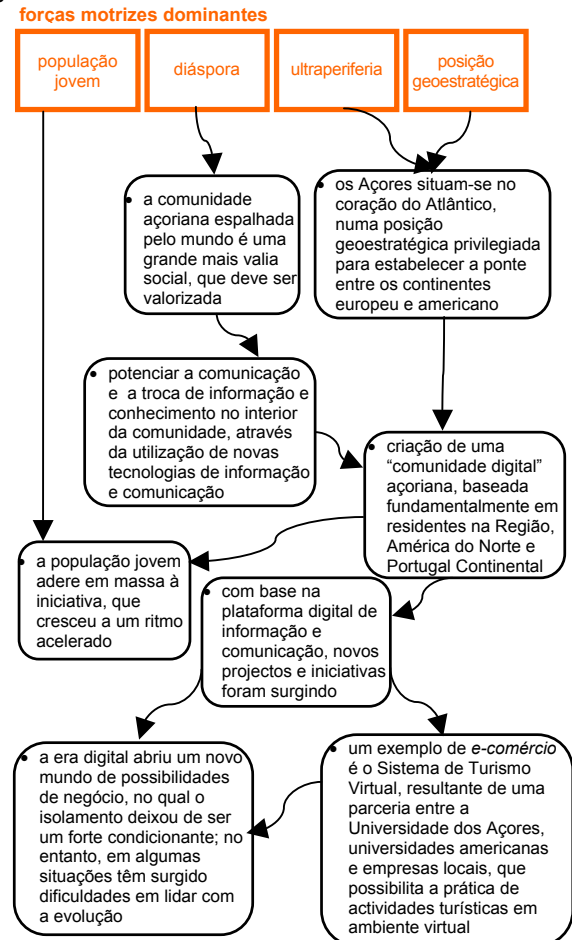 forças motrizes dominantes
população
jovem
diáspora
ultraperiferia
posição
geoestratégica
• a comunidade
açoriana espalhada
pelo mundo é uma
grande mais valia
social, que deve ser
valorizada
• os Açores situam-se no
coração do Atlântico,
numa posição
geoestratégica privilegiada
para estabelecer a ponte
entre os continentes
europeu e americano
• potenciar a comunicação
e a troca de informação e
conhecimento no interior
da comunidade, através
da utilização de novas
tecnologias de informação
e comunicação
• criação de uma
“comunidade digital”
açoriana, baseada
fundamentalmente em
residentes na Região,
América do Norte e
Portugal Continental
• a população jovem
adere em massa à
iniciativa, que
cresceu a um ritmo
acelerado
• com base na
plataforma digital de
informação e
comunicação, novos
projectos e iniciativas
foram surgindo
• a era digital abriu um novo
mundo de possibilidades
de negócio, no qual o
isolamento deixou de ser
um forte condicionante; no
entanto, em algumas
situações têm surgido
dificuldades em lidar com
a evolução
• um exemplo de e-comércio
é o Sistema de Turismo
Virtual, resultante de uma
parceria entre a
Universidade dos Açores,
universidades americanas
e empresas locais, que
possibilita a prática de
actividades turísticas em
ambiente virtual